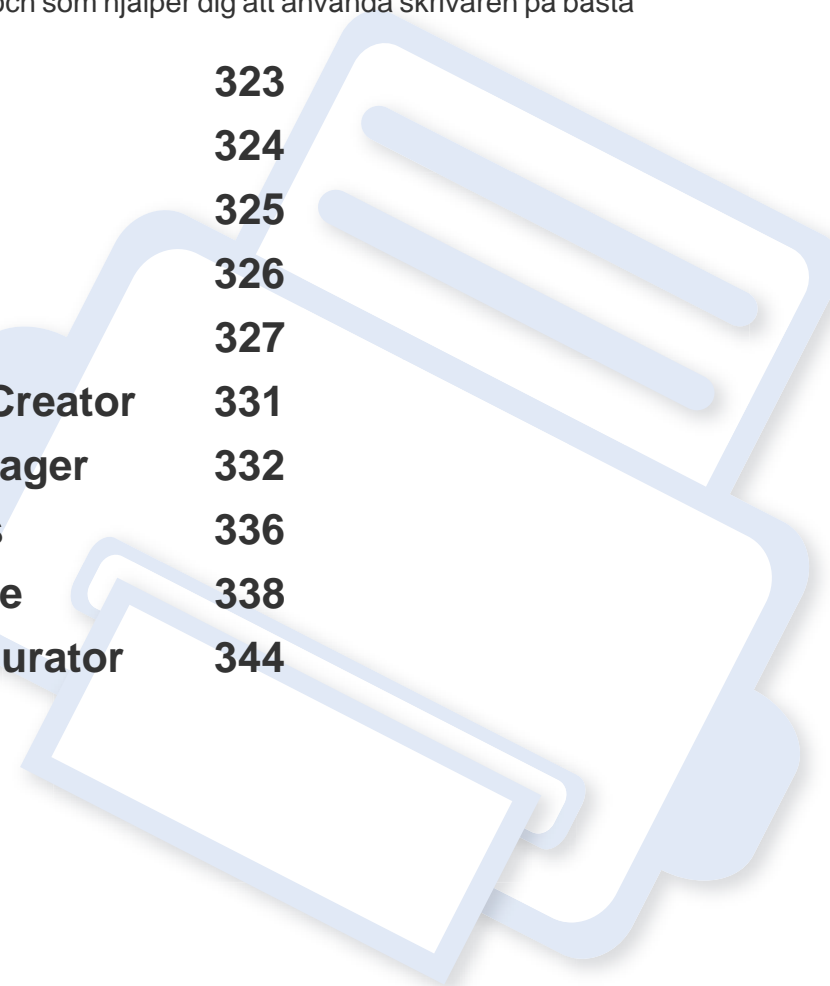 och som hjälper dig att använda skrivaren på bästa
323
324
325
326
327
Creator 331
ager 332
s 336
e 338
urator 344